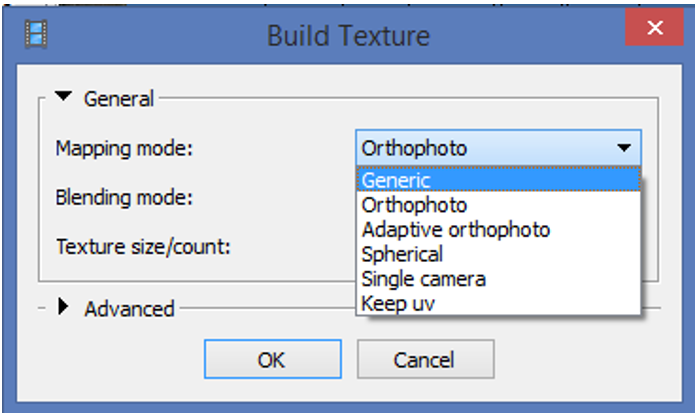 Build Texture
General
Mapping mode:
Orthophoto
Generic
Orthophoto
Adaptive orthophoto
Spherical
Single camera
Keep uv
Blending mode:
Texture size/count:
Advanced
OK
Cancel